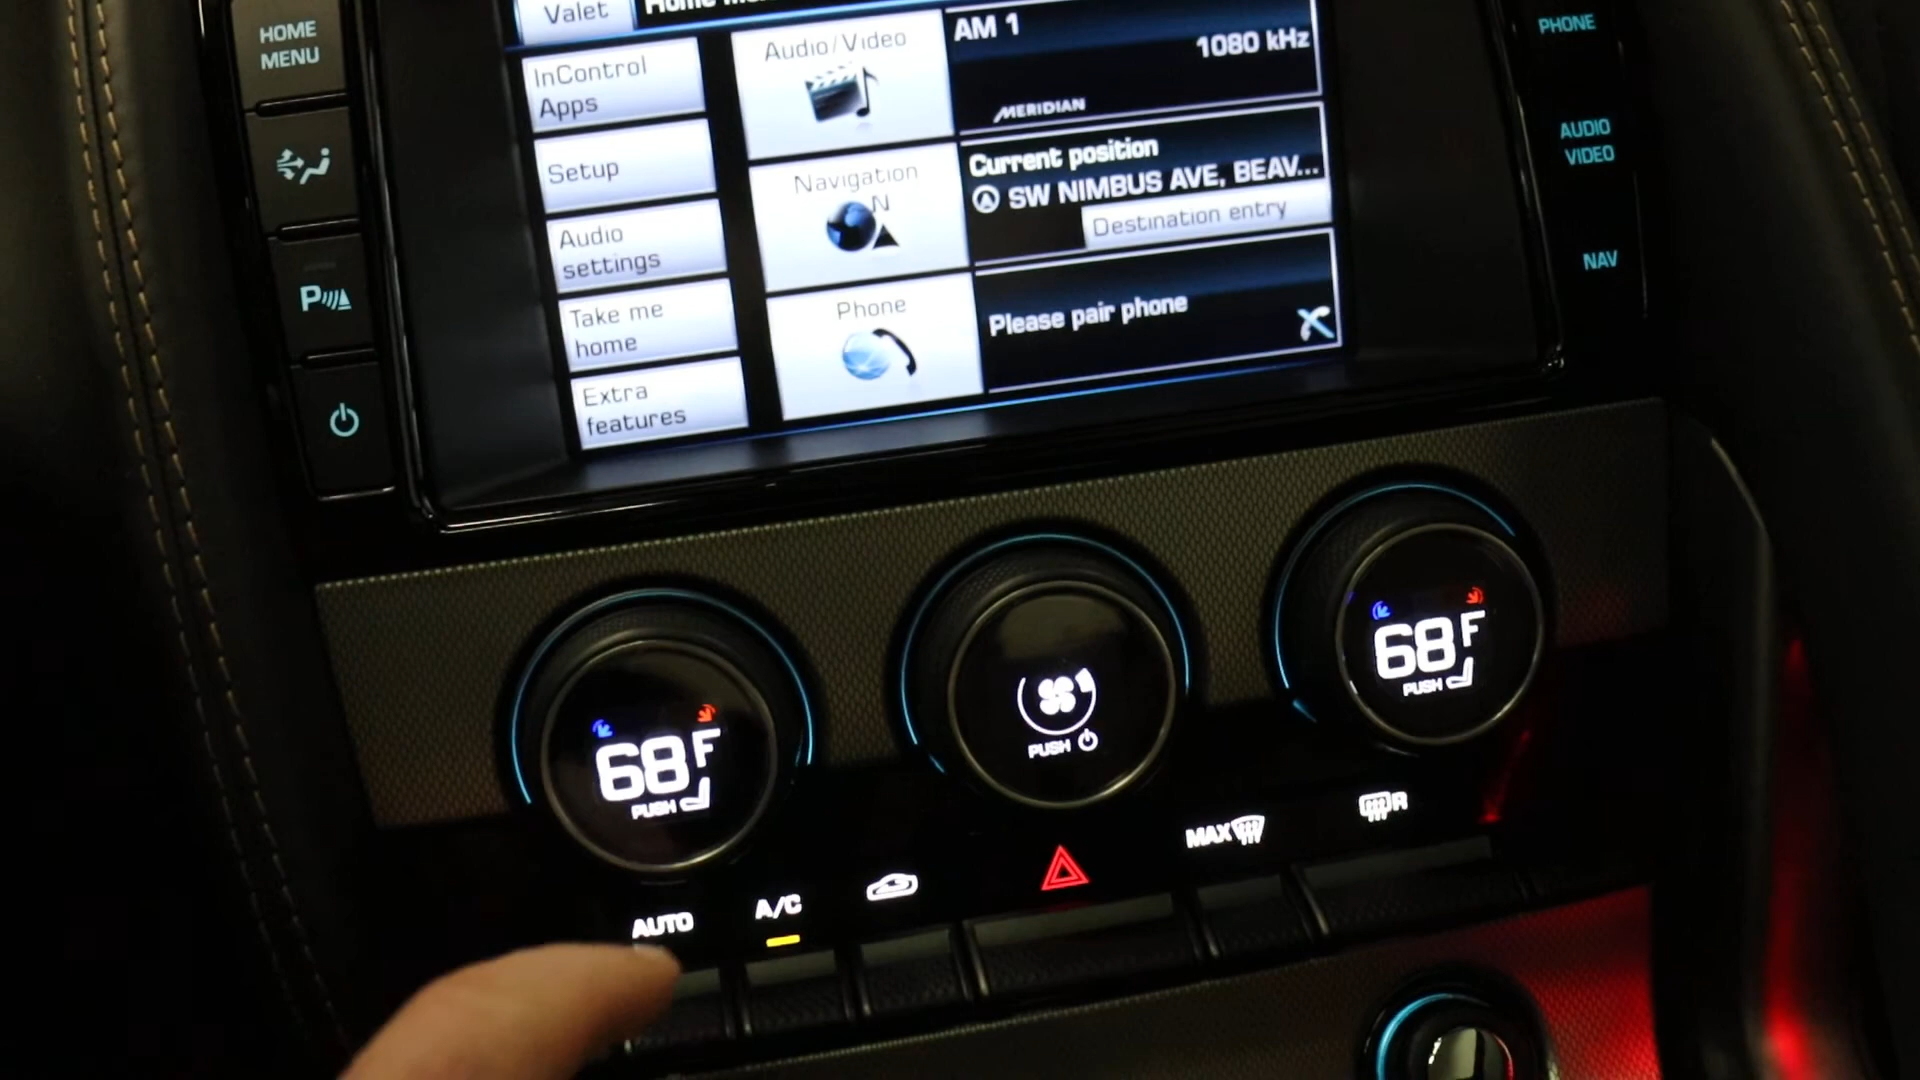 HOME
MENU
Valet
Home
InControl
Apps
Setup
Audio
settings
Take me
home
Extra
features
Audio/Video
Navigation
N
Phone
AM 1
1080 kHz
MERIDIAN
Current position
SW NIMBUS AVE, BEAV...
Destination entry
Please pair phone
PHONE
AUDIO
VIDEO
NAV
P
68 F
PUSH
PUSH
68 F
PUSH
AUTO
A/C
MAX
R